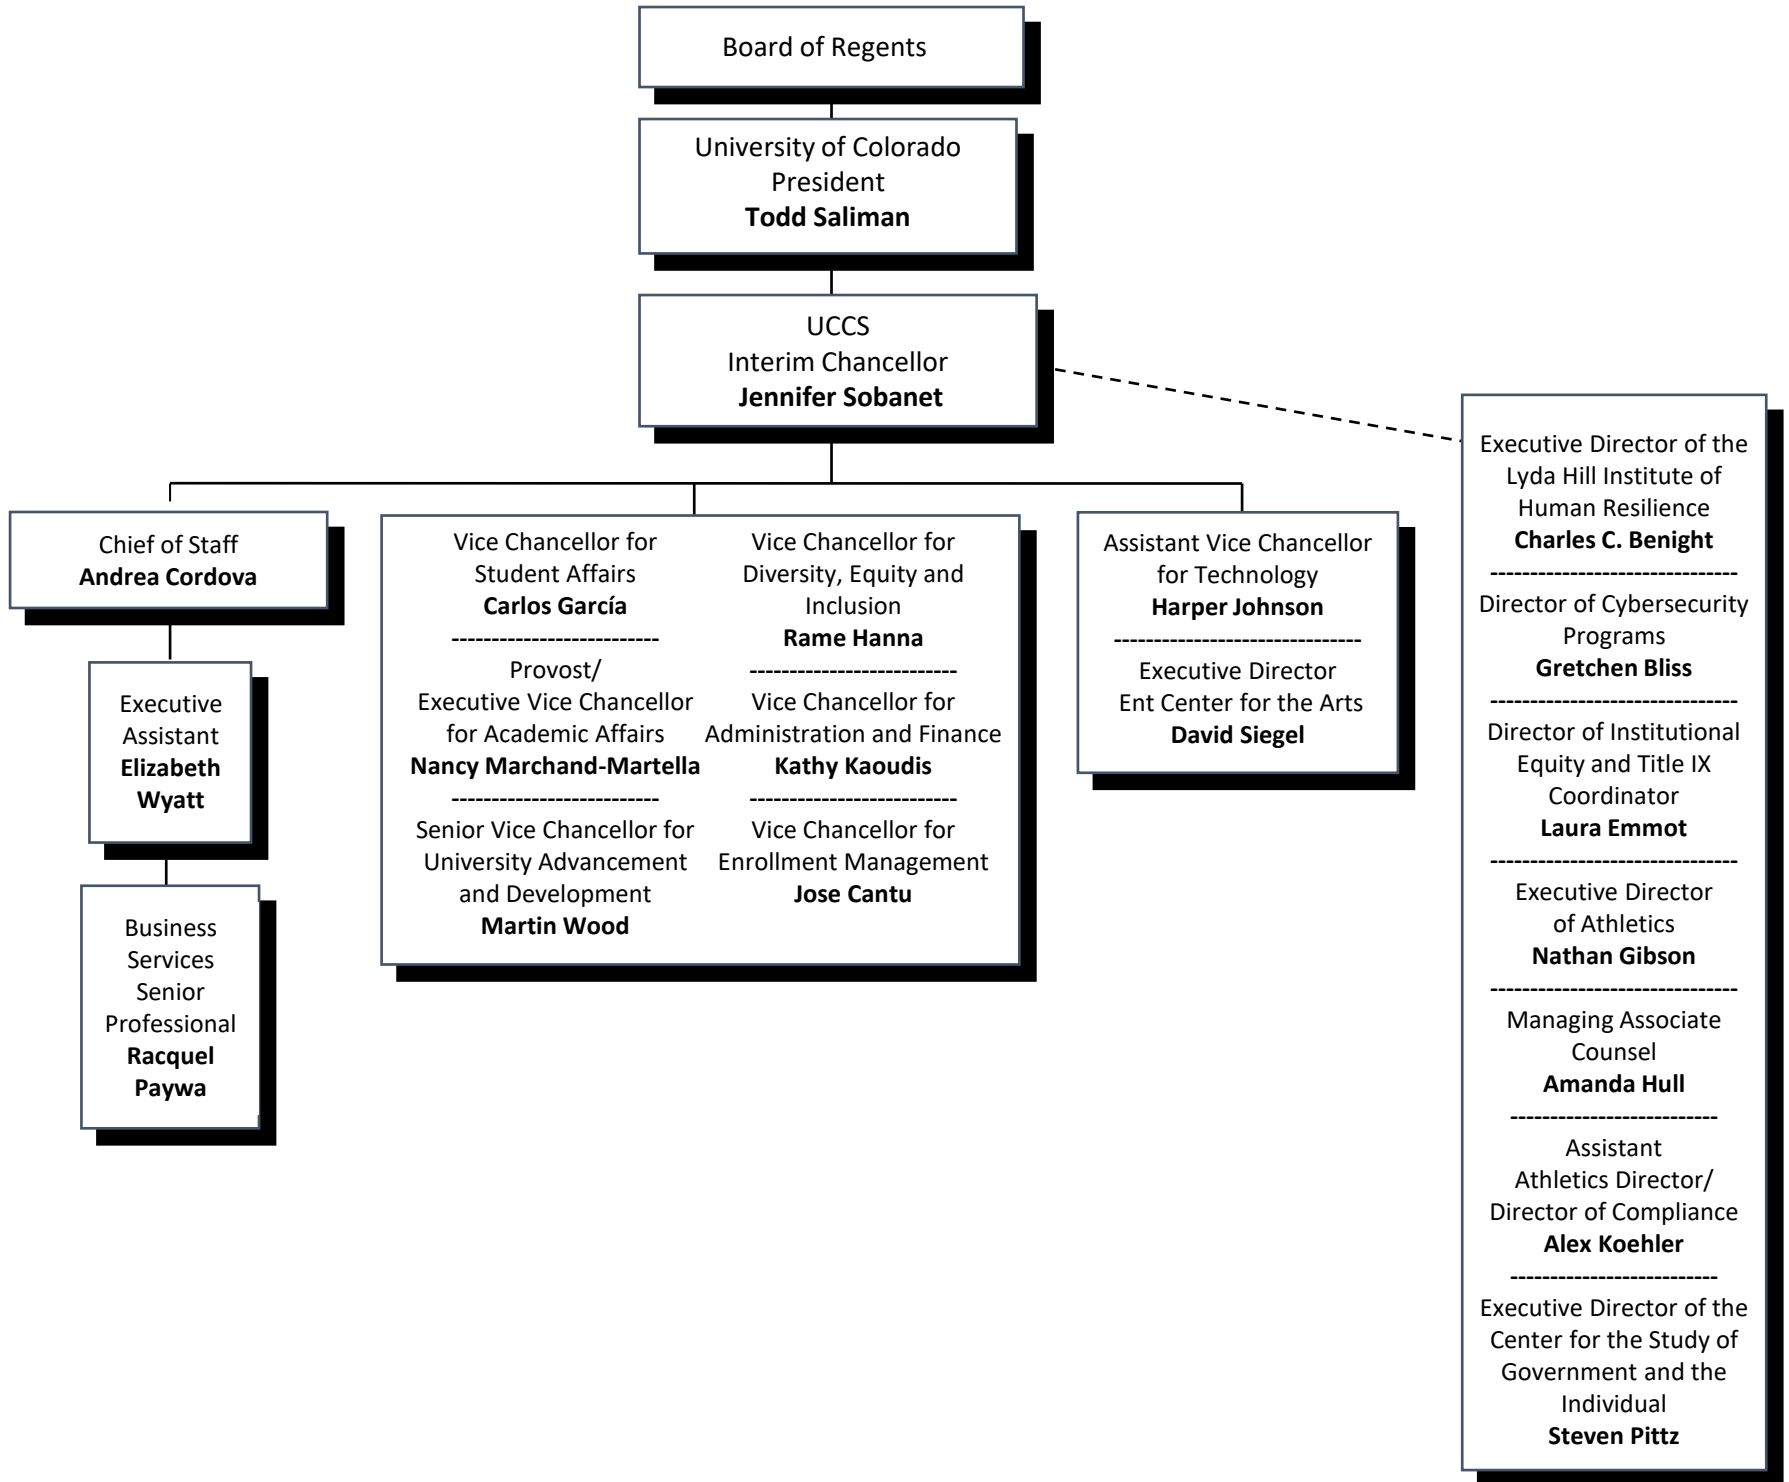 Board of Regents
University of Colorado
President
Todd Saliman
UCCS
Interim Chancellor
Jennifer Sobanet
Chief of Staff
Andrea Cordova
Executive
Assistant
Elizabeth
Wyatt
Business
Services
Senior
Professional
Racquel
Paywa
Vice Chancellor for
Student Affairs
Carlos García
--------------------------
Provost/
Executive Vice Chancellor
for Academic Affairs
Nancy Marchand-Martella
--------------------------
Senior Vice Chancellor for
University Advancement
and Development
Martin Wood
Vice Chancellor for
Diversity, Equity and
Inclusion
Rame Hanna
--------------------------
Vice Chancellor for
Administration and Finance
Kathy Kaoudis
--------------------------
Vice Chancellor for
Enrollment Management
Jose Cantu
Assistant Vice Chancellor
for Technology
Harper Johnson
-------------------------------
Executive Director
Ent Center for the Arts
David Siegel
Executive Director of the
Lyda Hill Institute of
Human Resilience
Charles C. Benight
-------------------------------
Director of Cybersecurity
Programs
Gretchen Bliss
-------------------------------
Director of Institutional
Equity and Title IX
Coordinator
Laura Emmot
-------------------------------
Executive Director
of Athletics
Nathan Gibson
-------------------------------
Managing Associate
Counsel
Amanda Hull
--------------------------
Assistant
Athletics Director/
Director of Compliance
Alex Koehler
--------------------------
Executive Director of the
Center for the Study of
Government and the
Individual
Steven Pittz